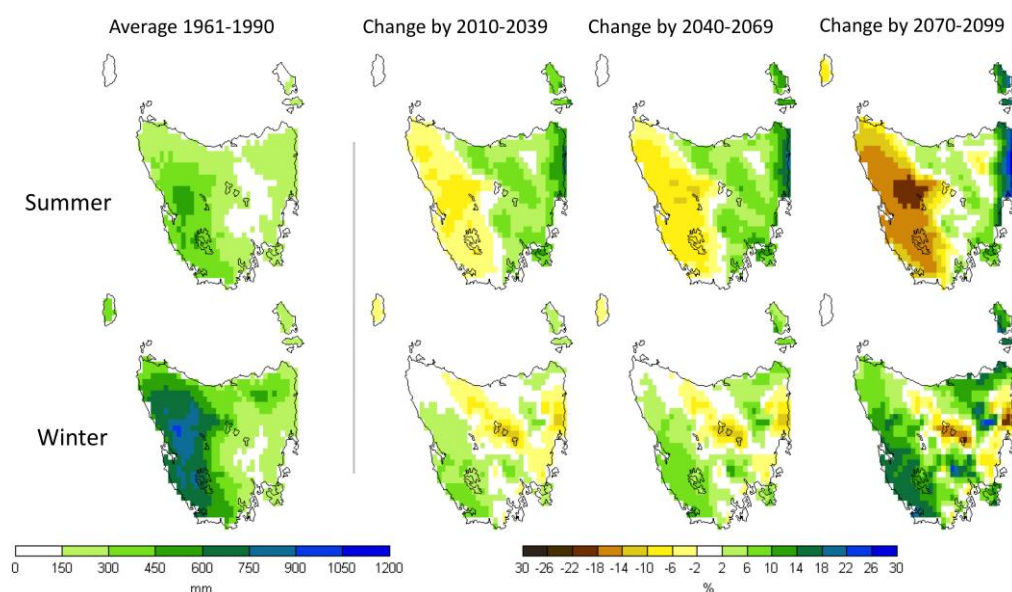 Average 1961-1990
Change by 2010-2039
Change by 2040-2069
Change by 2070-2099
Summer
Winter
0 150 300 450 600 750 900 1050 1200
mm
30 -26 -22 -18 -14 -10 -6 -2 2 6 10 14 18 22 26 30
%